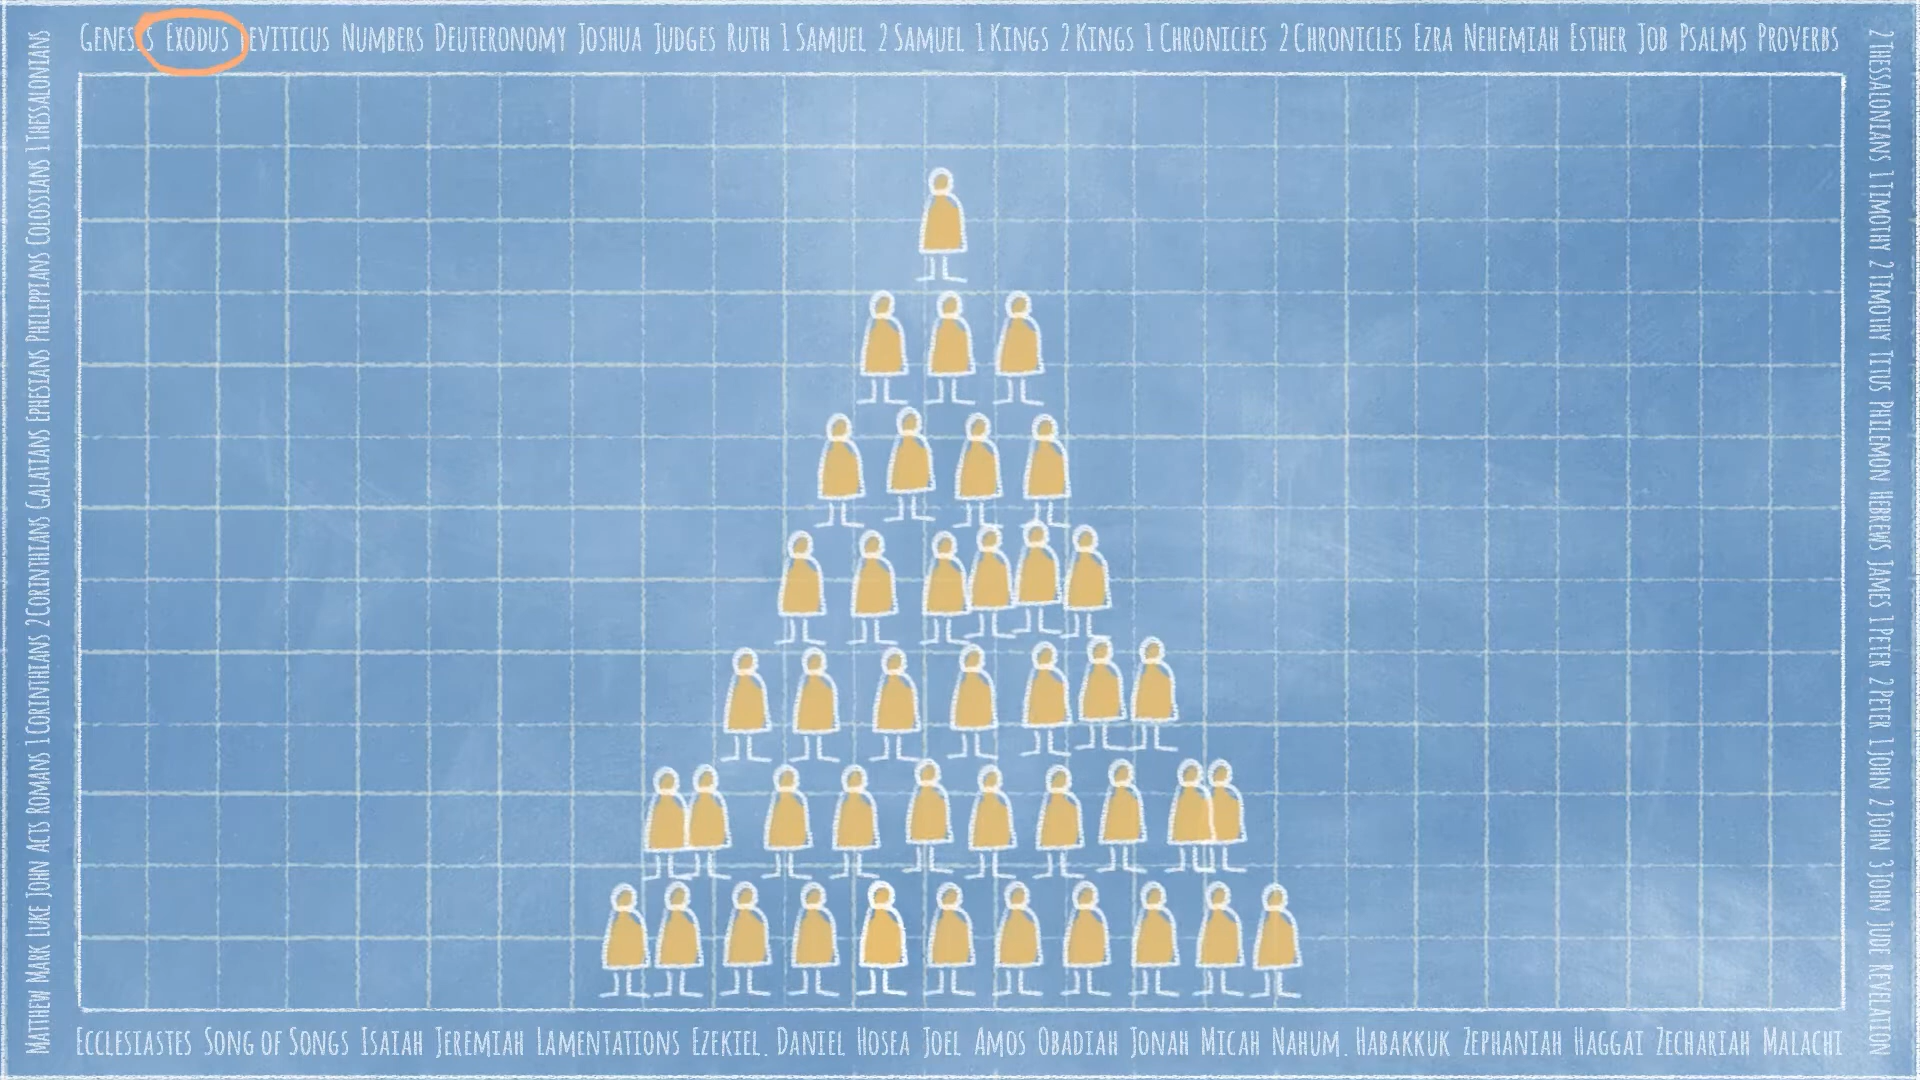 Genesis Exodus Leviticus Numbers Deuteronomy Joshua Judges Ruth 1 Samuel 2 Samuel 1 Kings 2 Kings 1 Chronicles 2 Chronicles Ezra Nehemiah Esther Job Psalms Proverbs
Ecclesiastes Song of Songs Isaiah Jeremiah Lamentations Ezekiel. Daniel Hosea Joel Amos Obadiah Jonah Micah Nahum. Habakkuk Zephaniah Haggai Zechariah Malachi
Matthew Mark Luke John Acts Romans 1 Corinthians 2 Corinthians Galatians Ephesians Philippians Colossians 1 Thessalonians
2 Thessalonians 1 Timothy 2 Timothy Titus Philemon Hebrews James 1 Peter 2 Peter 1 John 2 John 3 John Jude Revelation